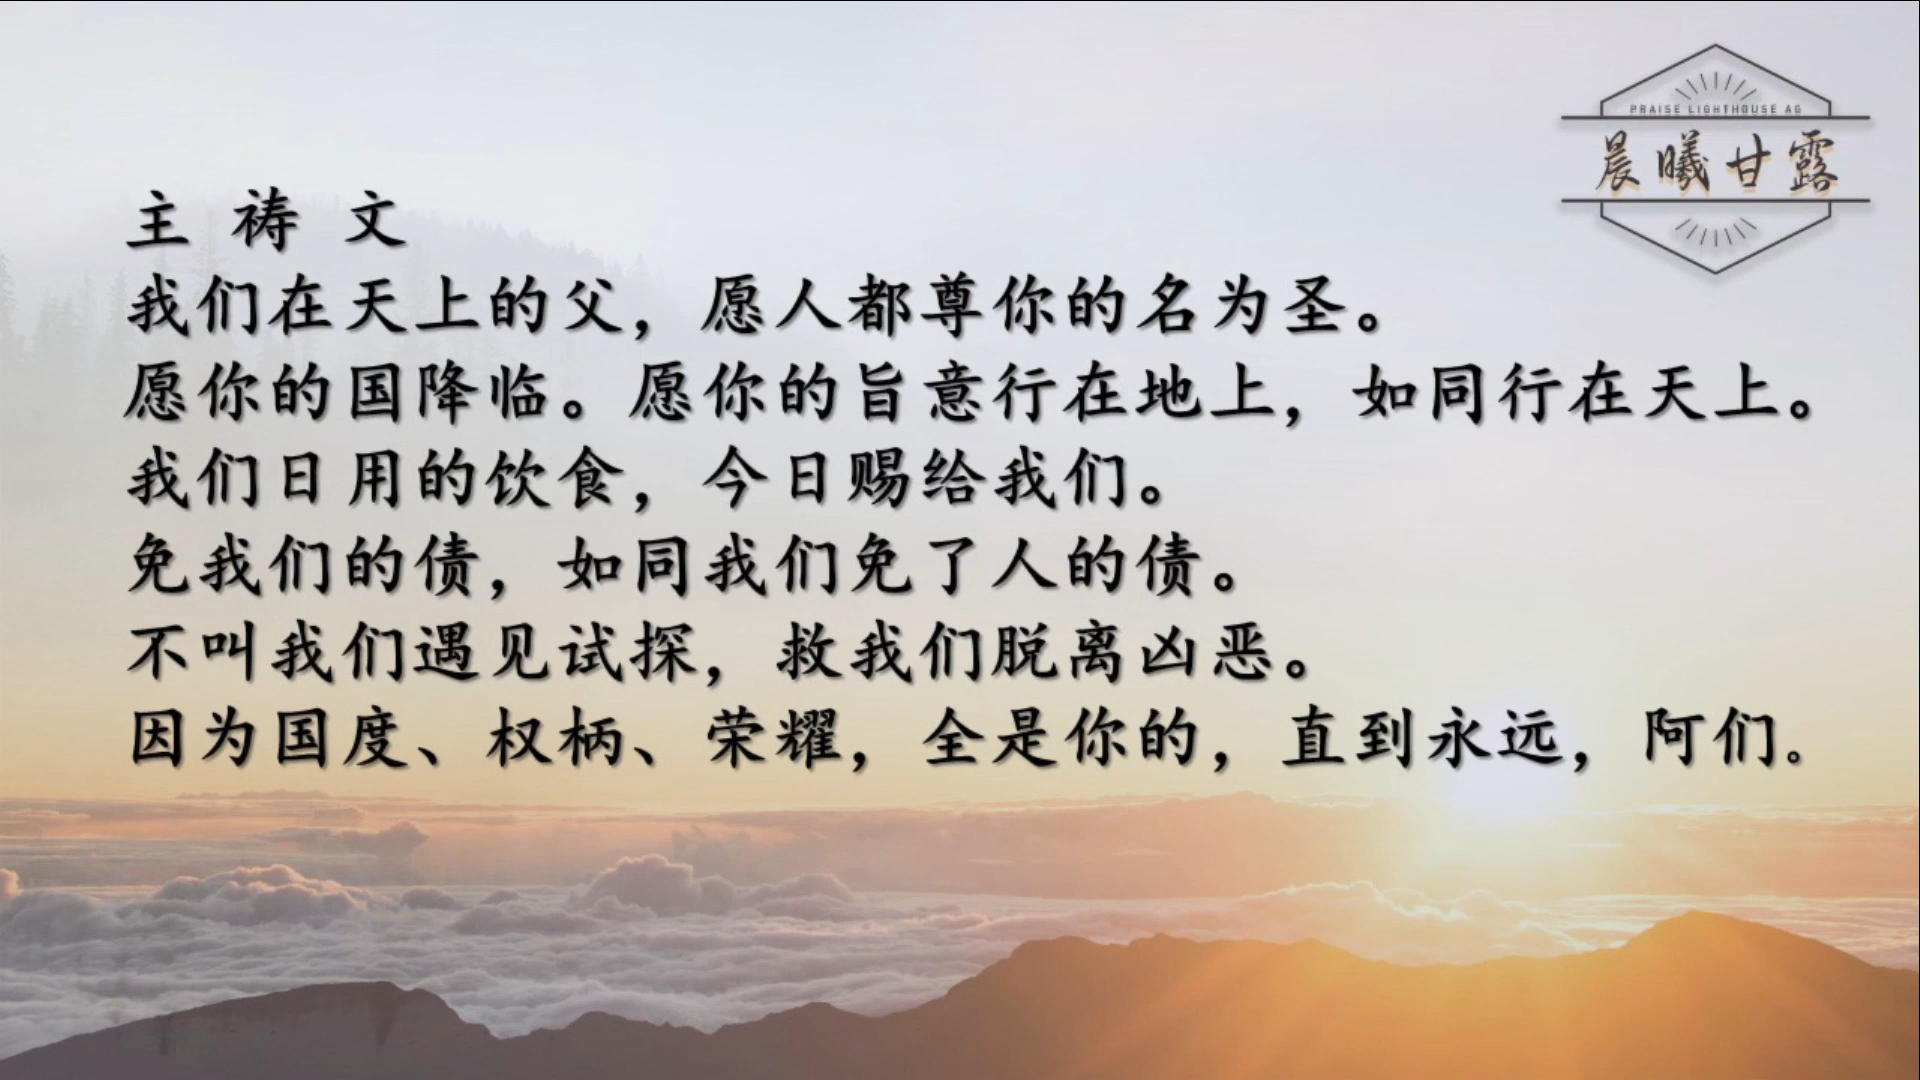 PRAISE LIGHTHOUSE AG
晨曦甘露
主 祷 文
我们在天上的父，愿人都尊你的名为圣。
愿你的国降临。愿你的旨意行在地上，如同行在天上。
我们日用的饮食，今日赐给我们。
免我们的债，如同我们免了人的债。
不叫我们遇见试探，救我们脱离凶恶。
因为国度、权柄、荣耀，全是你的，直到永远，阿们。